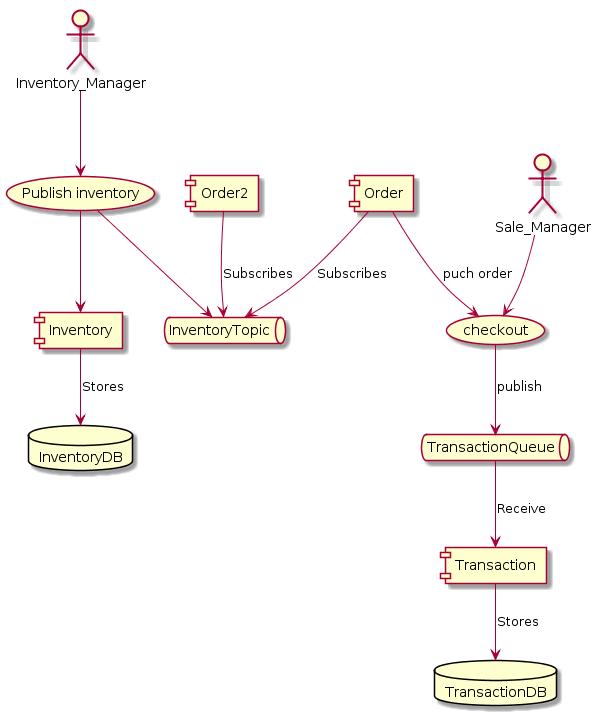 Inventory_Manager
Publish inventory
Order2
Order
Sale_Manager
Subscribes
Subscribes
puch order
Inventory
InventoryTopic
checkout
Stores
publish
InventoryDB
TransactionQueue
Receive
Transaction
Stores
TransactionDB